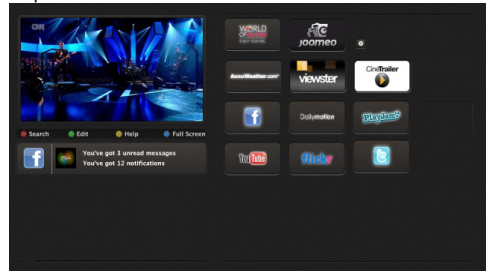 CNN
Search
Edit
Help
Full Screen
You've got 3 unread messages
You've got 12 notifications
WORLD
JOOMEO
AccuWeather.com
viewster
CineTrailer
Dailymotion
Playjam
YouTube
flickr